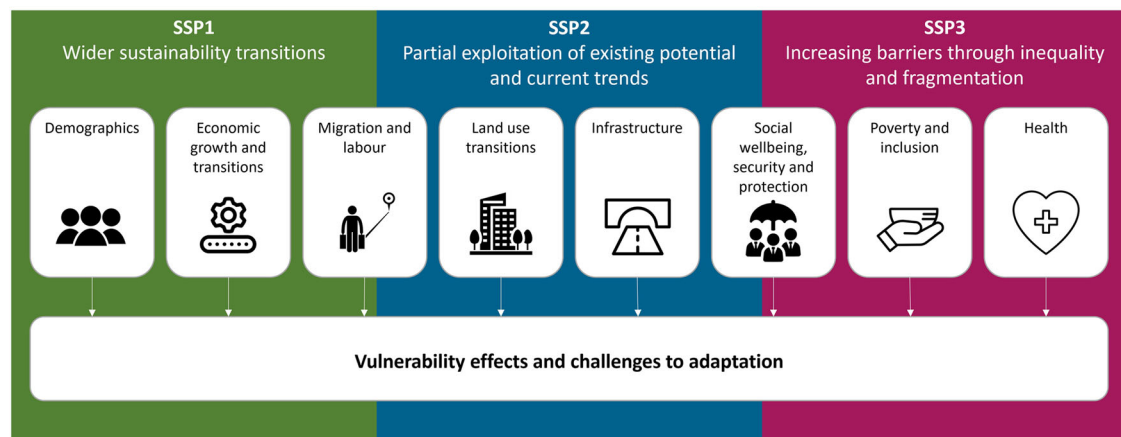 SSP1
Wider sustainability transitions
SSP2
Partial exploitation of existing potential
and current trends
SSP3
Increasing barriers through inequality
and fragmentation
Demographics
Economic
growth and
transitions
Migration and
labour
Land use
transitions
Infrastructure
Social
wellbeing,
security and
protection
Poverty and
inclusion
Health
Vulnerability effects and challenges to adaptation